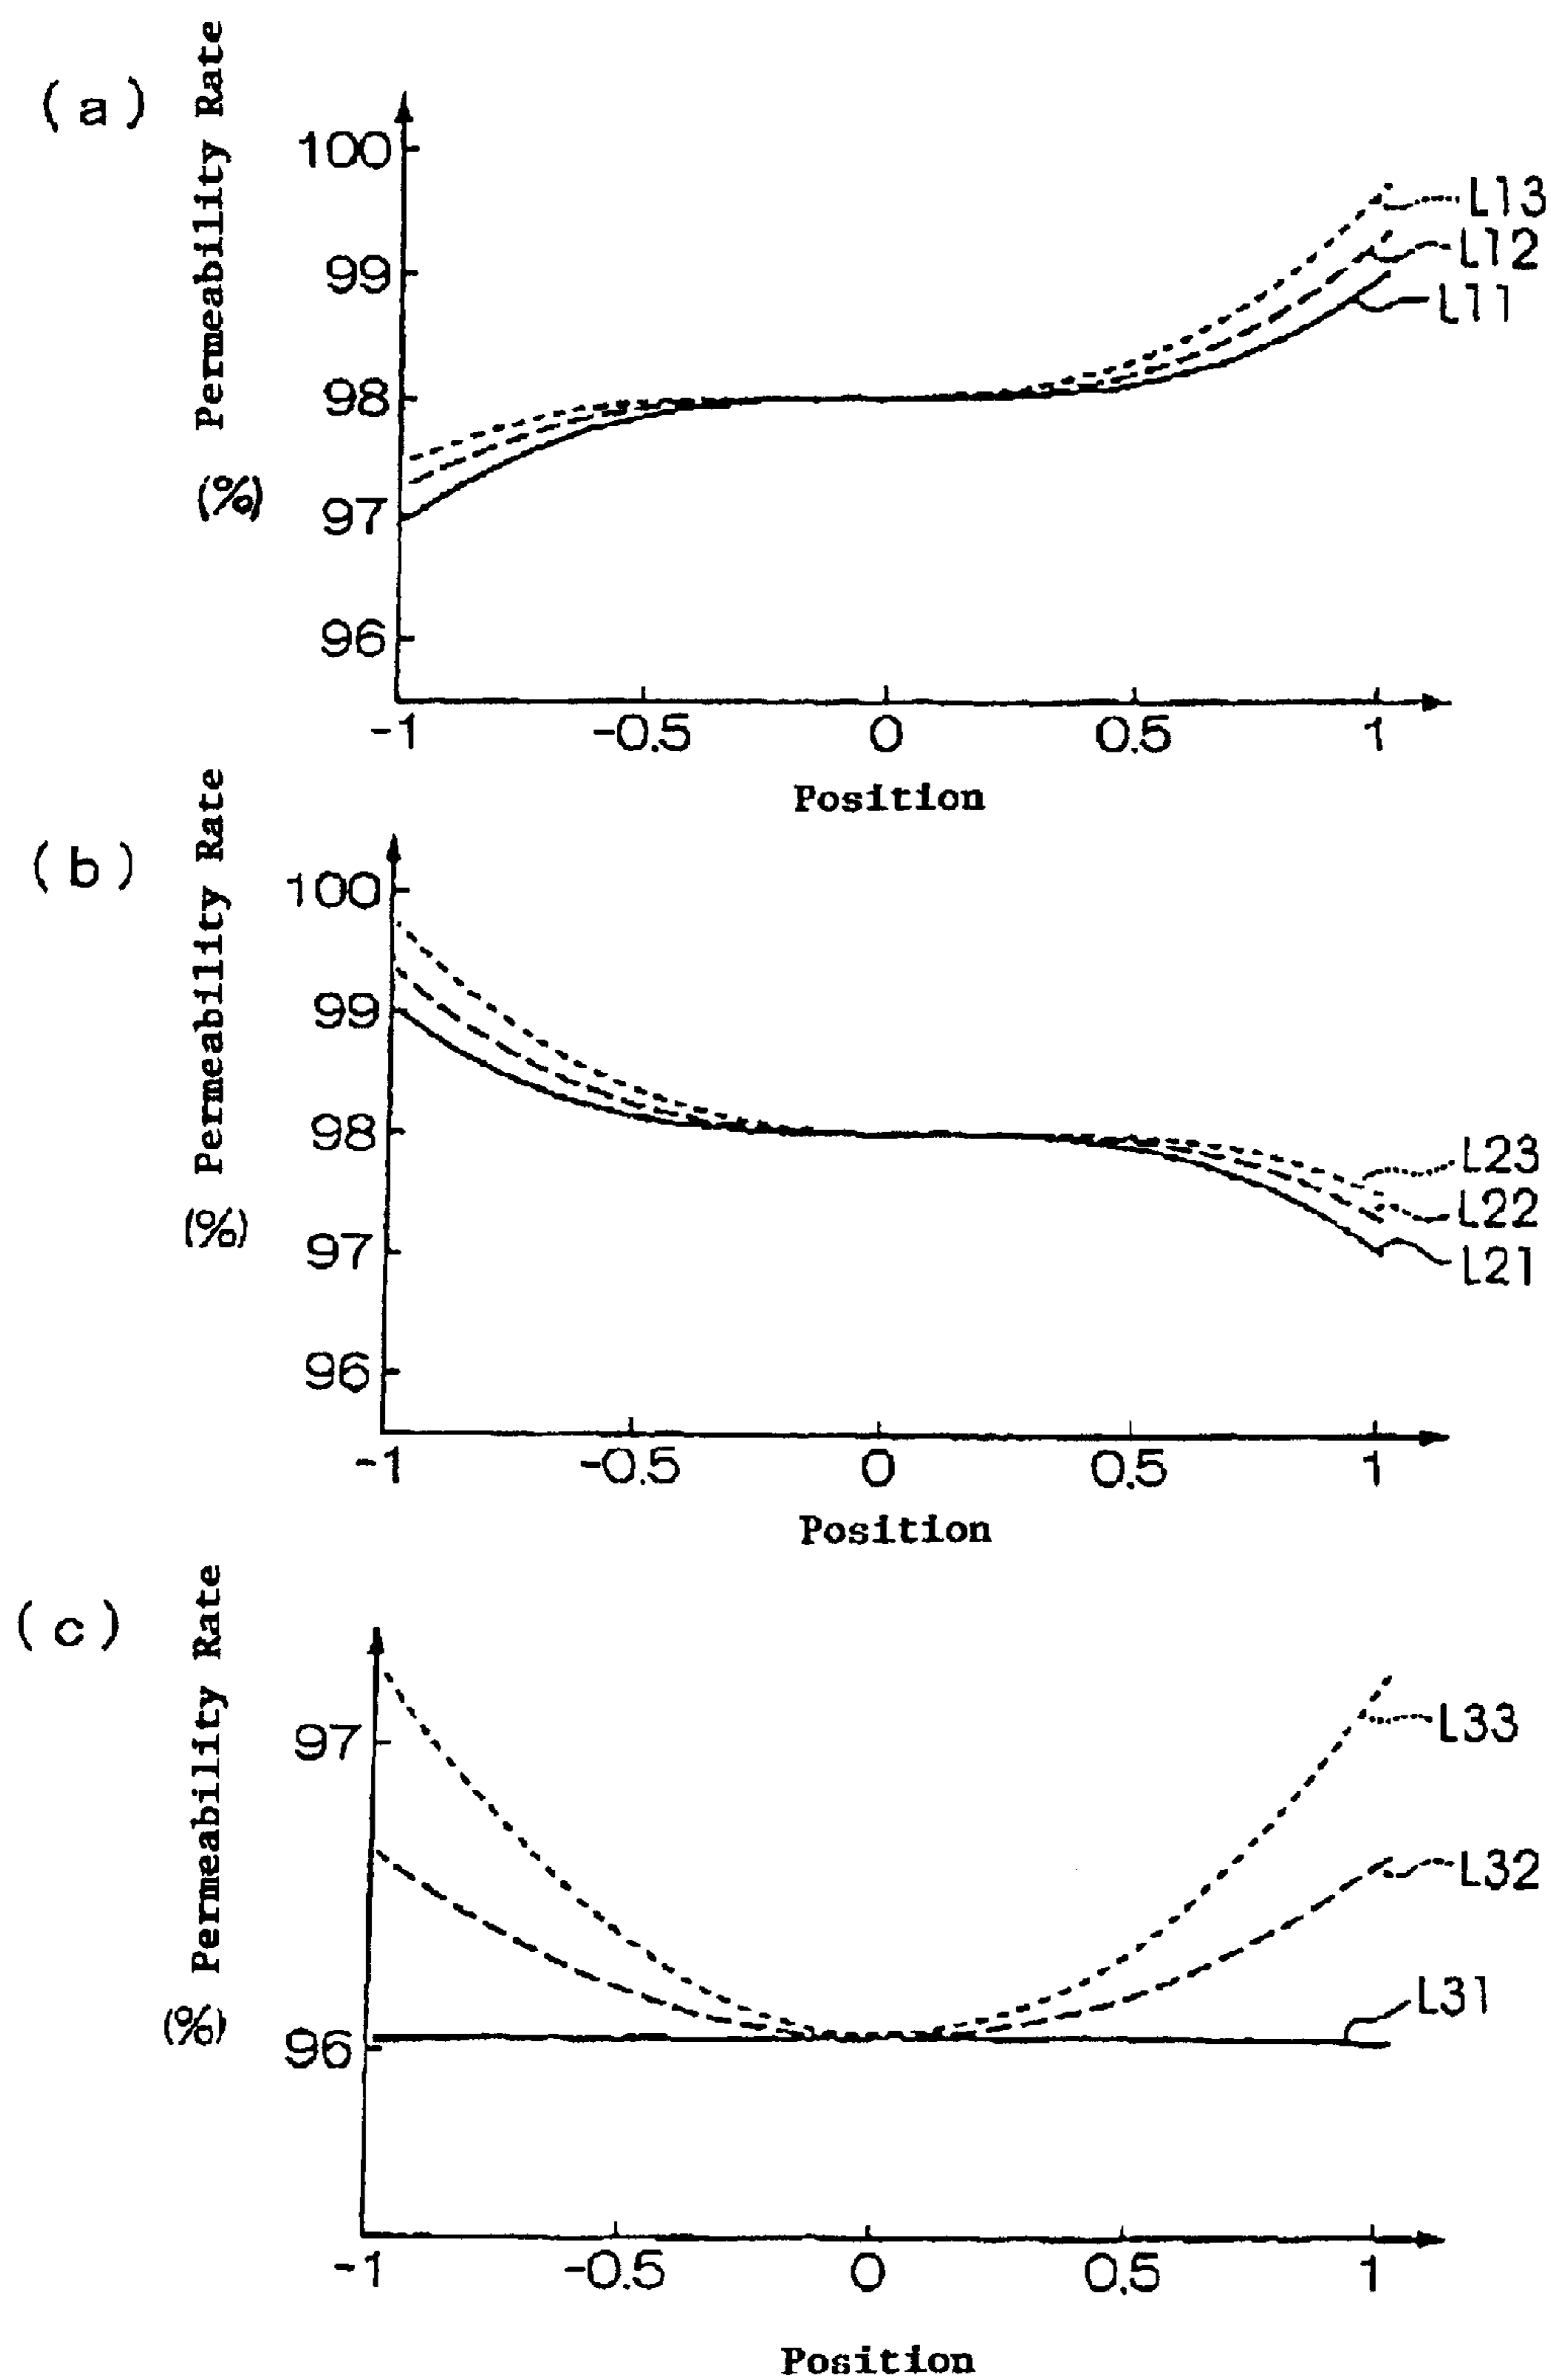 (a)
Permeability Rate
(%)
100
99
98
97
96
L13
L12
L11
-1 -0.5 0 0.5 1
Position
(b)
Permeability Rate
(%)
100
99
98
97
96
L23
L22
L21
-1 -0.5 0 0.5 1
Position
(c)
Permeability Rate
(%)
97
96
L33
L32
L31
-1 -0.5 0 0.5 1
Position